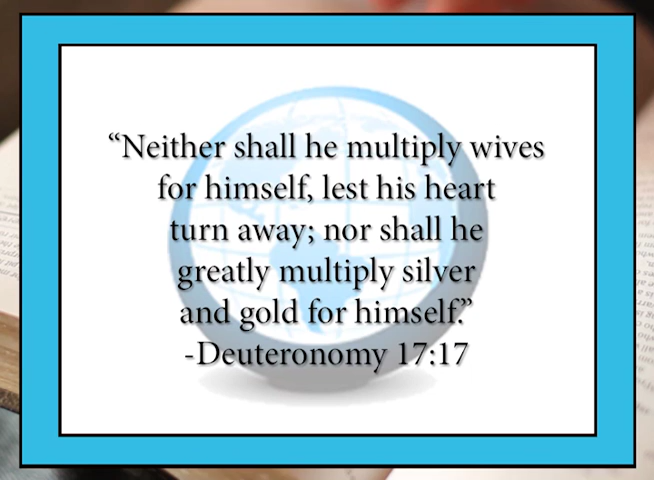 “Neither shall he multiply wives
for himself, lest his heart
turn away; nor shall he
greatly multiply silver
and gold for himself.”
-Deuteronomy 17:17